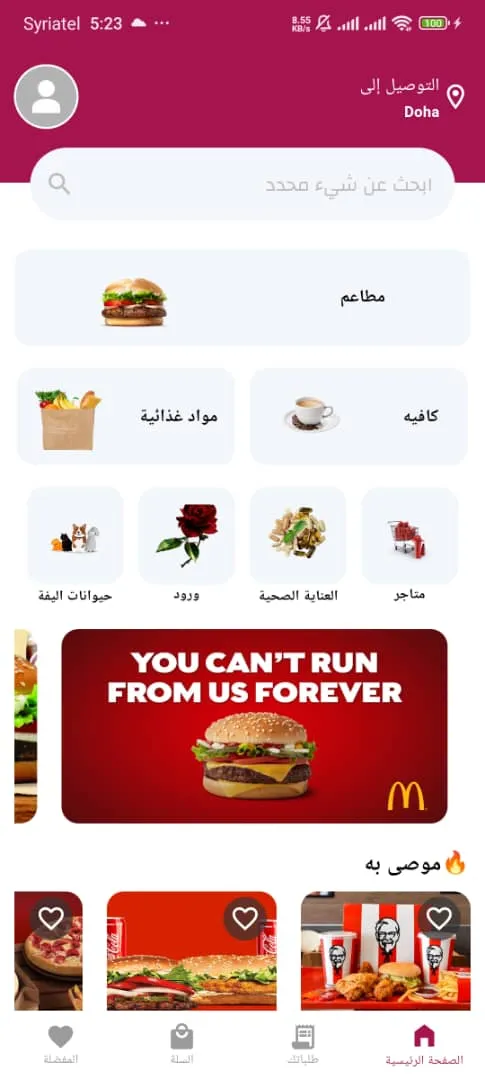 Syriatel 5:23
8.55
KB/s
100
التوصيل إلى
Doha
ابحث عن شيء محدد
مطاعم
كافيه
مواد غذائية
متاجر
العناية الصحية
ورود
حيوانات اليفة
YOU CAN'T RUN
FROM US FOREVER
موصى به🔥
الصفحة الرئيسية
طلباتك
السلة
المفضلة